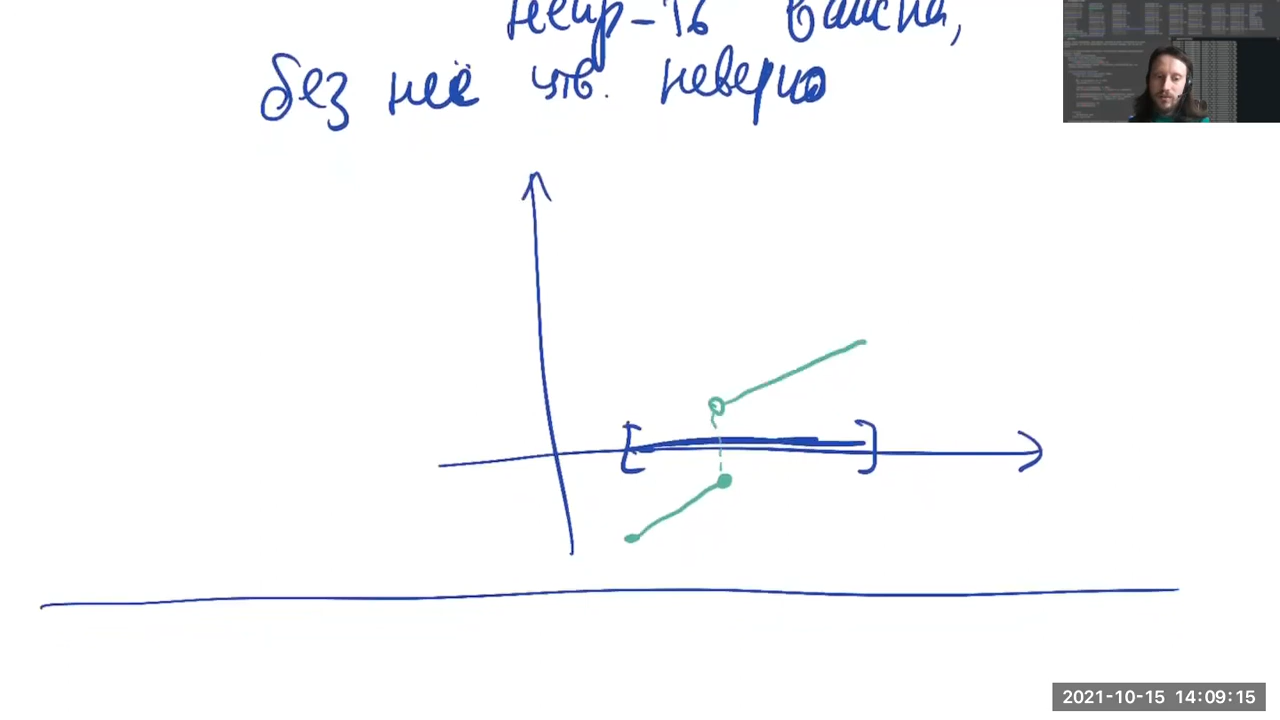 непр-ть важна,
без неё утв. неверно
2021-10-15 14:09:15